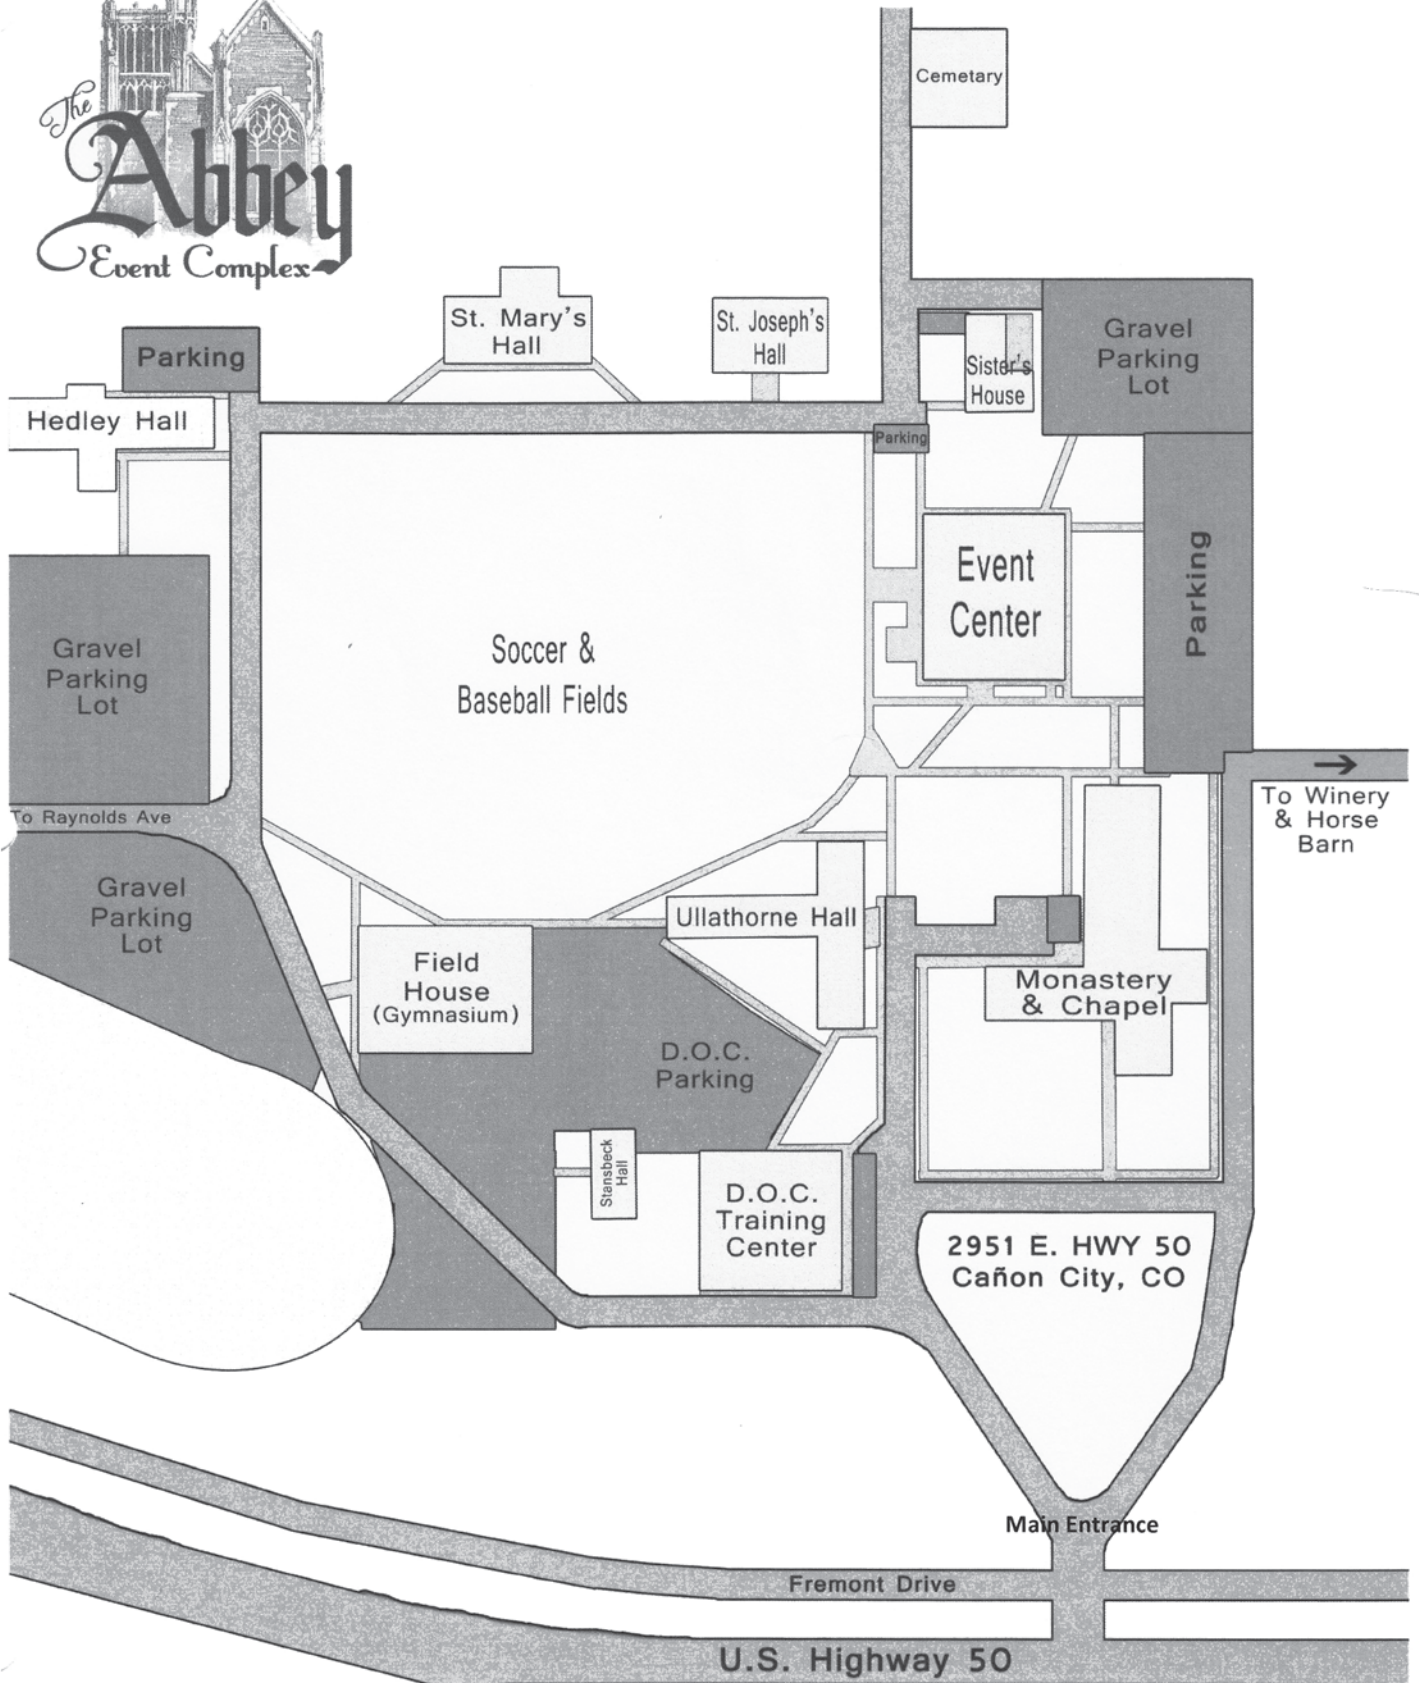 The
Abbey
Event Complex
Cemetary
St. Mary's
Hall
St. Joseph's
Hall
Parking
Hedley Hall
Sister's
House
Gravel
Parking
Lot
Parking
Event
Center
Parking
Gravel
Parking
Lot
Soccer &
Baseball Fields
To Raynolds Ave
To Winery
& Horse
Barn
Gravel
Parking
Lot
Ullathorne Hall
Field
House
(Gymnasium)
Monastery
& Chapel
D.O.C.
Parking
Stansbeck
Hall
D.O.C.
Training
Center
2951 E. HWY 50
Cañon City, CO
Main Entrance
Fremont Drive
U.S. Highway 50